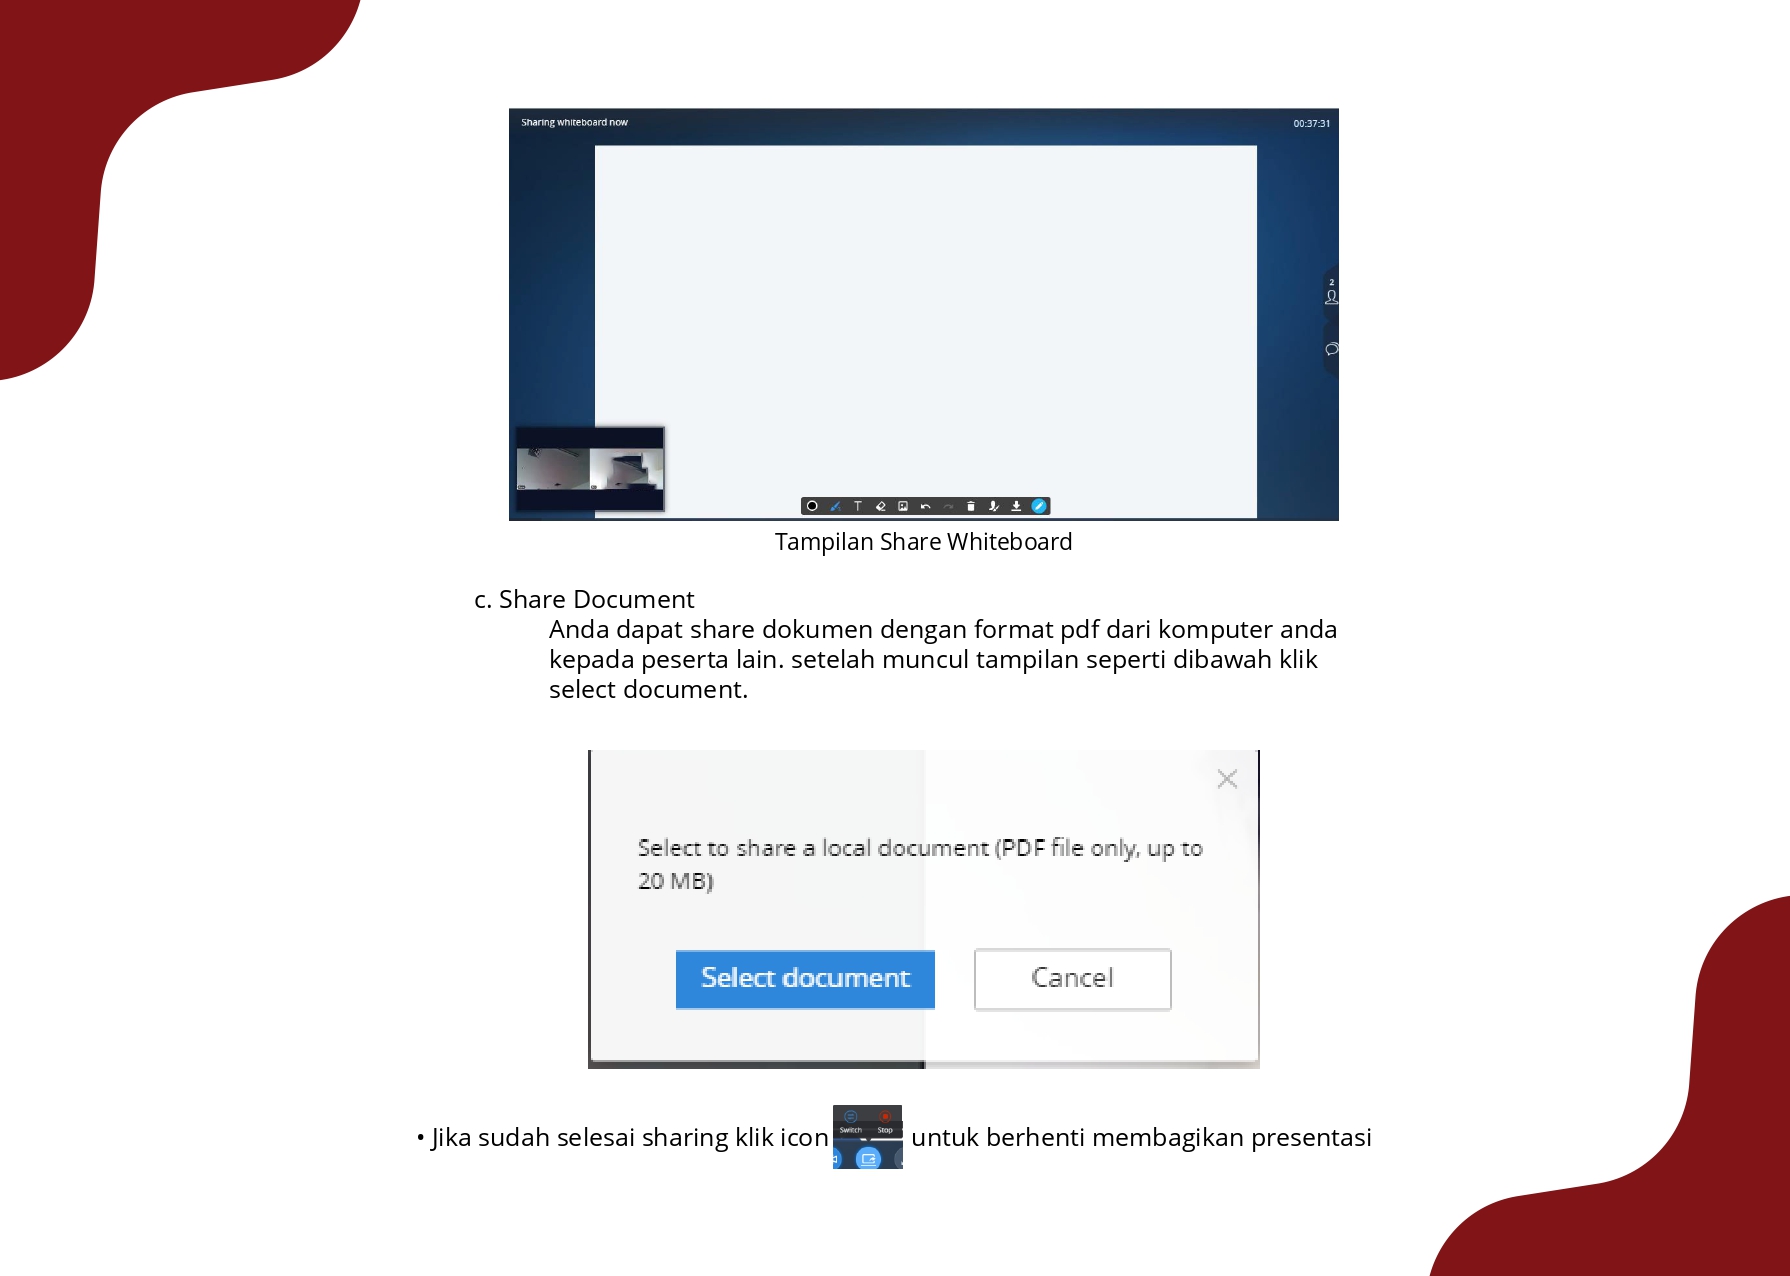 Sharing whiteboard now
00:37:31
2
Tampilan Share Whiteboard
c. Share Document
Anda dapat share dokumen dengan format pdf dari komputer anda
kepada peserta lain. setelah muncul tampilan seperti dibawah klik
select document.
Select to share a local document (PDF file only, up to
20 MB)
Select document
Cancel
• Jika sudah selesai sharing klik icon
Switch
Stop
untuk berhenti membagikan presentasi